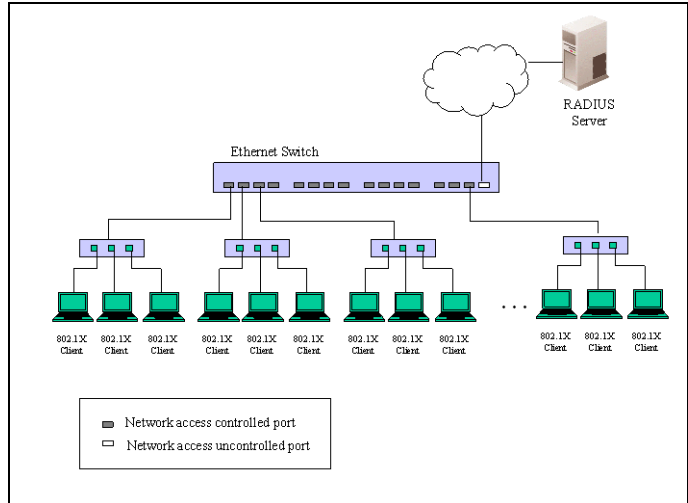 RADIUS
Server
Ethernet Switch
802.1X
Client
802.1X
Client
802.1X
Client
802.1X
Client
802.1X
Client
802.1X
Client
802.1X
Client
802.1X
Client
802.1X
Client
. . .
802.1X
Client
802.1X
Client
802.1X
Client
Network access controlled port
Network access uncontrolled port